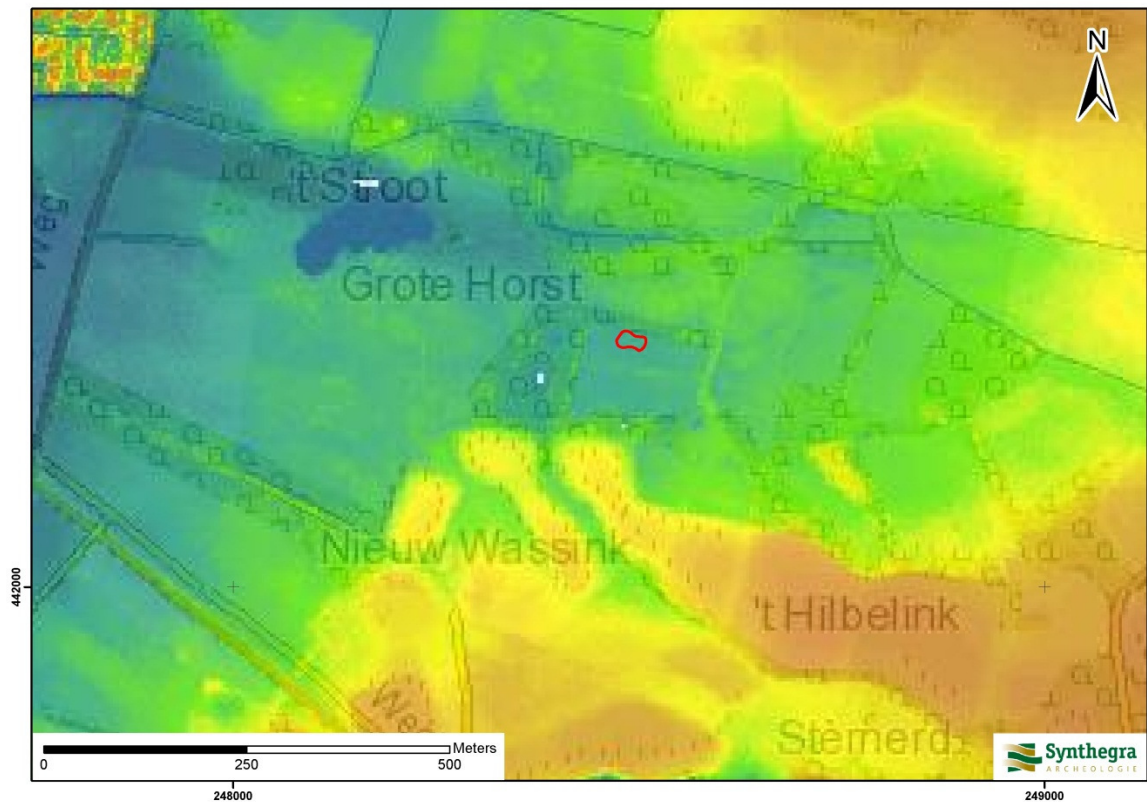 N
't Stroot
Grote Horst
Nieuw Wassink
't Hilbelink
Stemerd
442000
Meters
0 250 500
Synthegra
ARCHEOLOGIE
248000 249000